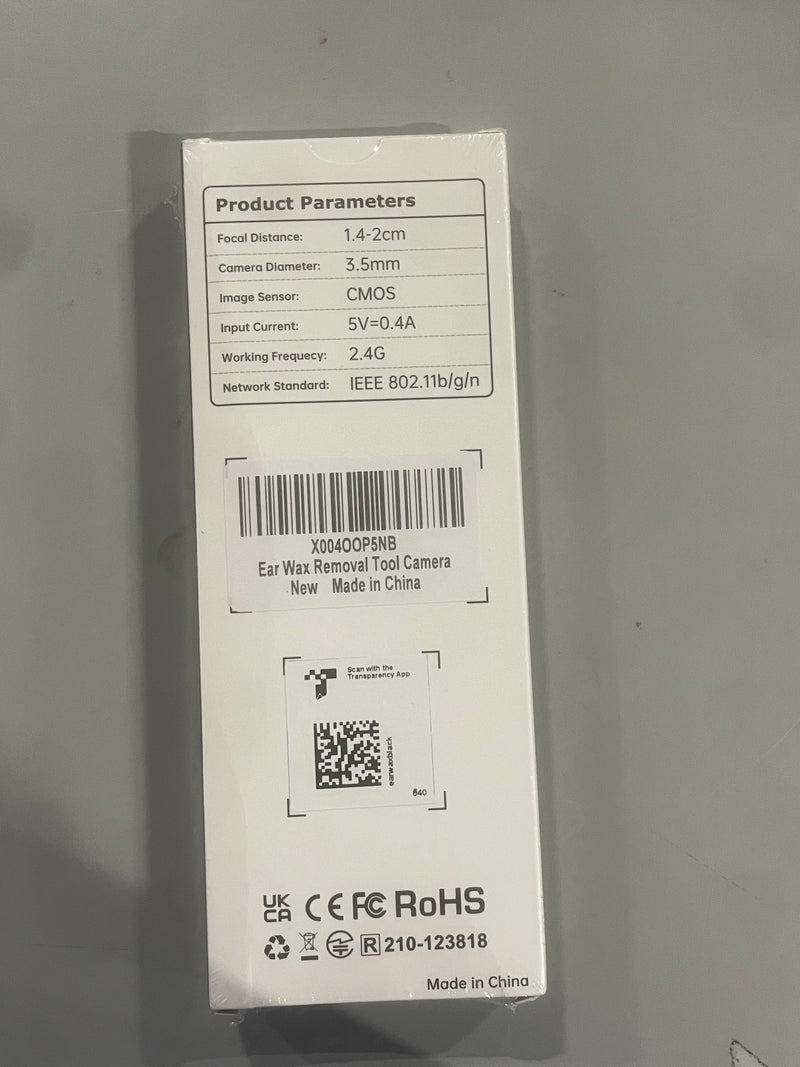 Product Parameters
Focal Distance: 1.4-2cm
Camera Diameter: 3.5mm
Image Sensor: CMOS
Input Current: 5V=0.4A
Working Frequecy: 2.4G
Network Standard: IEEE 802.11b/g/n
X004OOP5NB
Ear Wax Removal Tool Camera
New Made in China
Scan with the
Transparency App
earwaxblack
640
UK
CA CE FC RoHS
R 210-123818
Made in China